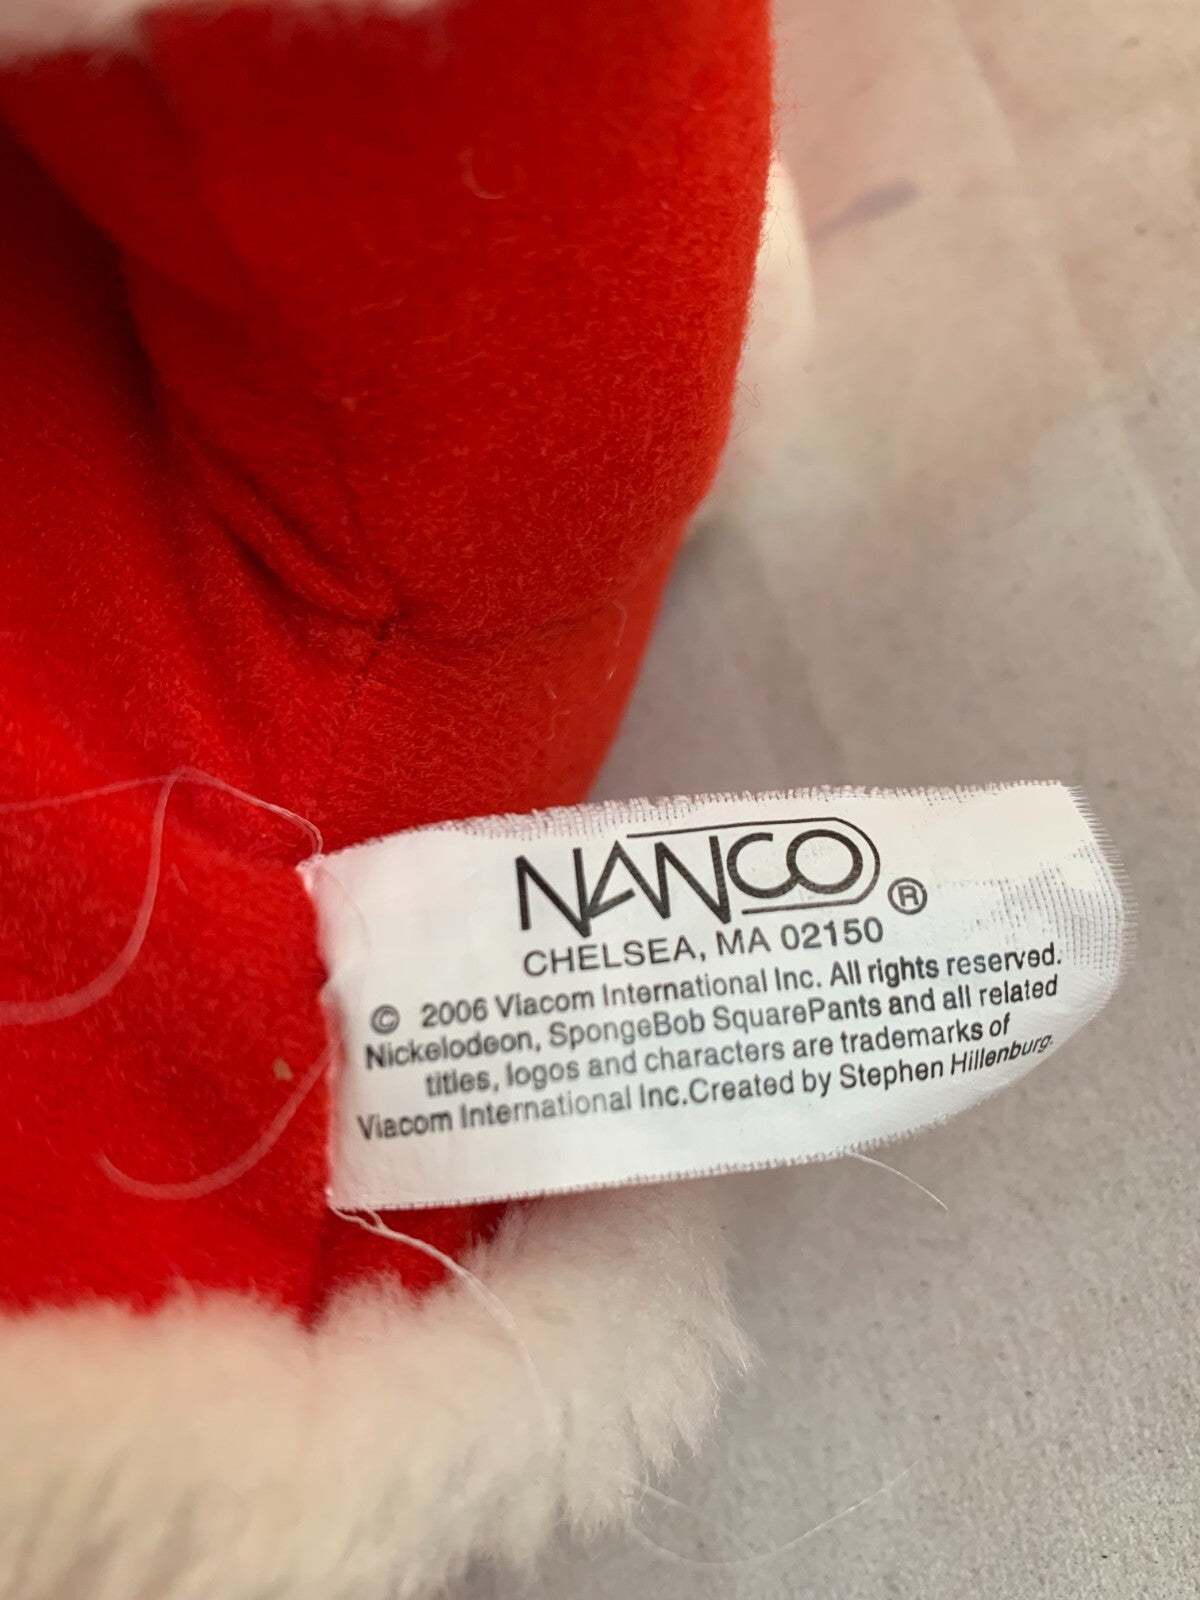 NANCO®
CHELSEA, MA 02150
© 2006 Viacom International Inc. All rights reserved.
Nickelodeon, SpongeBob SquarePants and all related
titles, logos and characters are trademarks of
Viacom International Inc.Created by Stephen Hillenburg.